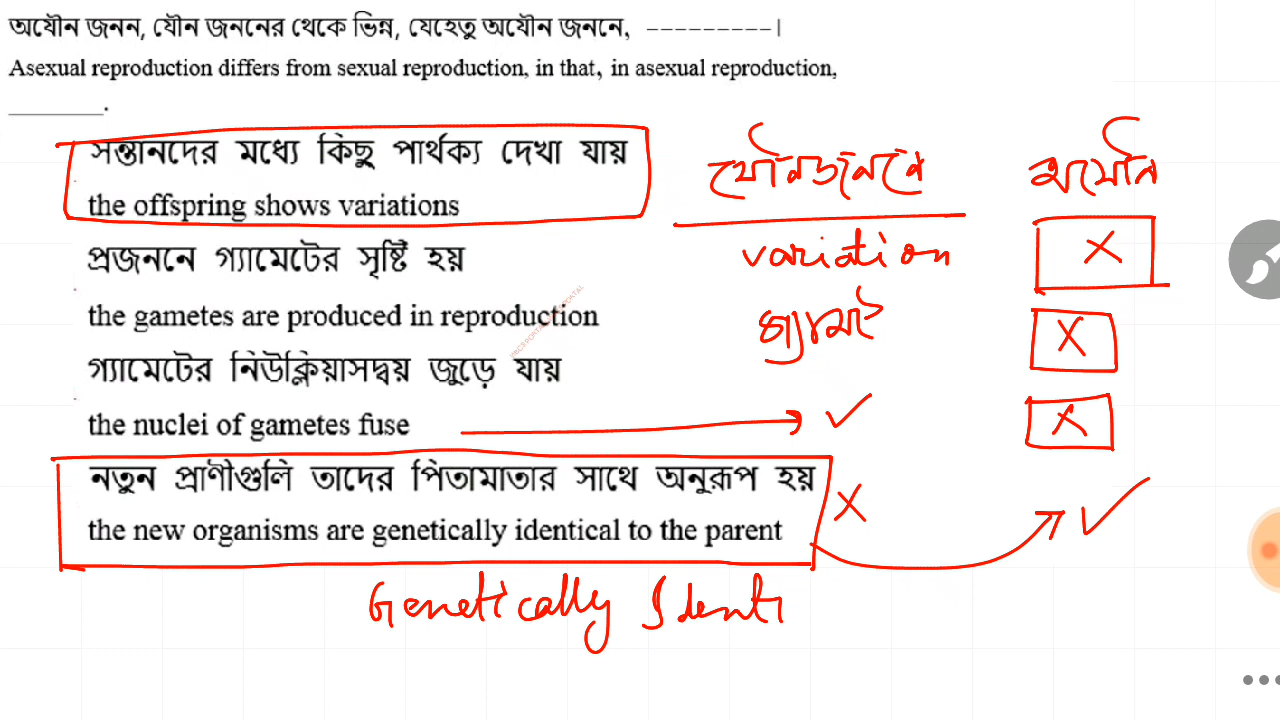 অযৌন জনন, যৌন জননের থেকে ভিন্ন, যেহেতু অযৌন জননে, ---------।
Asexual reproduction differs from sexual reproduction, in that, in asexual reproduction,
________.
সন্তানদের মধ্যে কিছু পার্থক্য দেখা যায়
the offspring shows variations
প্রজননে গ্যামেটের সৃষ্টি হয়
the gametes are produced in reproduction
গ্যামেটের নিউক্লিয়াসদ্বয় জুড়ে যায়
the nuclei of gametes fuse
নতুন প্রাণীগুলি তাদের পিতামাতার সাথে অনুরূপ হয়
the new organisms are genetically identical to the parent
Genetically Identi
যৌনজননে অযৌন
variation X
গ্যামেট X
✓ X
X ✓